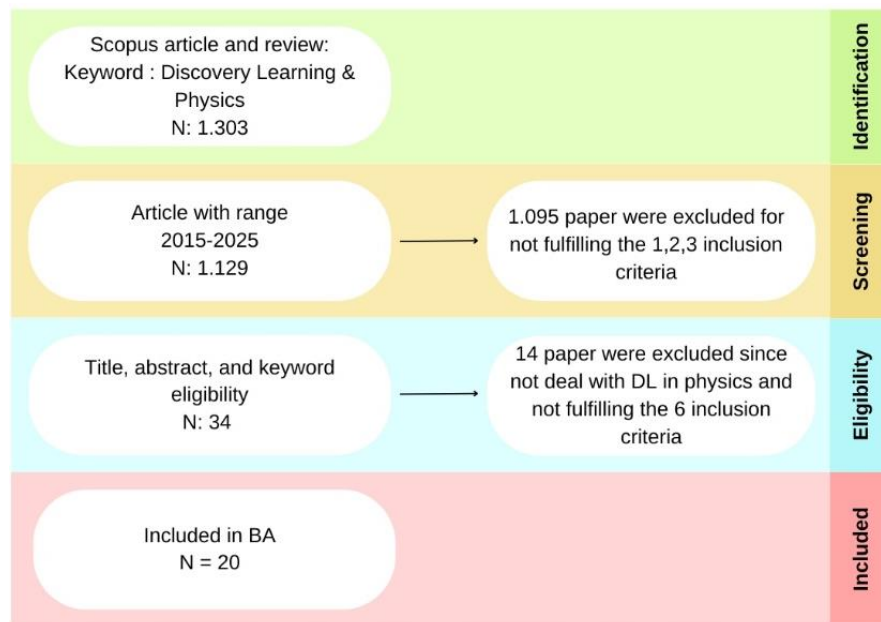 Scopus article and review:
Keyword : Discovery Learning &
Physics
N: 1.303
Identification
Article with range
2015-2025
N: 1.129
1.095 paper were excluded for
not fulfilling the 1,2,3 inclusion
criteria
Screening
Title, abstract, and keyword
eligibility
N: 34
14 paper were excluded since
not deal with DL in physics and
not fulfilling the 6 inclusion
criteria
Eligibility
Included in BA
N = 20
Included